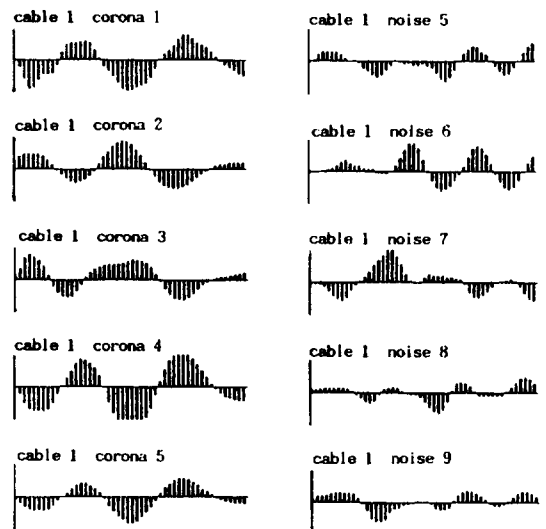 cable 1 corona 1
cable 1 noise 5
cable 1 corona 2
cable 1 noise 6
cable 1 corona 3
cable 1 noise 7
cable 1 corona 4
cable 1 noise 8
cable 1 corona 5
cable 1 noise 9